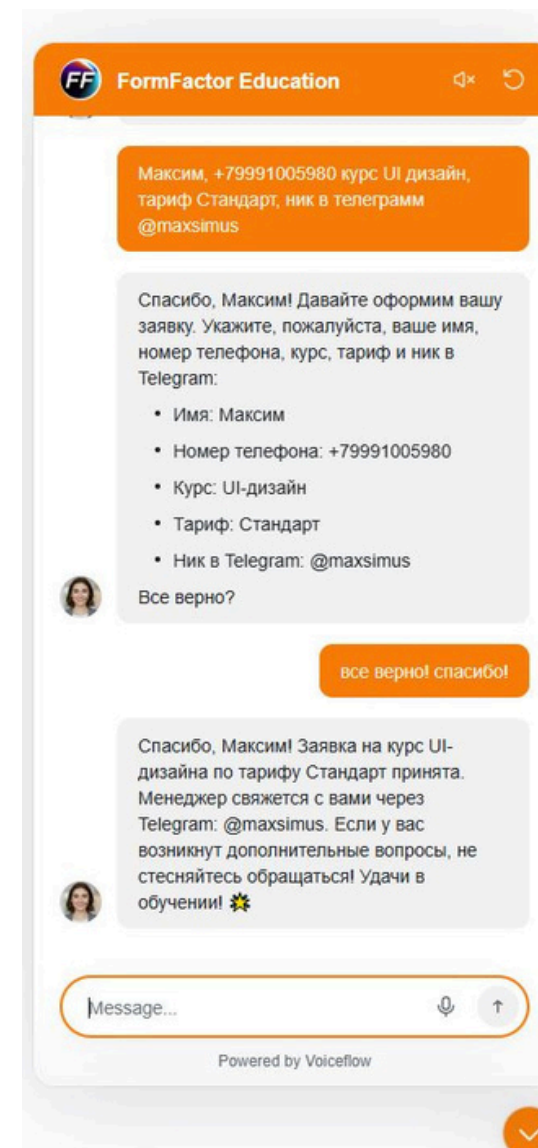 FF FormFactor Education
Максим, +79991005980 курс UI дизайн,
тариф Стандарт, ник в телеграмм
@maxsimus
Спасибо, Максим! Давайте оформим вашу
заявку. Укажите, пожалуйста, ваше имя,
номер телефона, курс, тариф и ник в
Telegram:
• Имя: Максим
• Номер телефона: +79991005980
• Курс: UI-дизайн
• Тариф: Стандарт
• Ник в Telegram: @maxsimus
Все верно?
все верно! спасибо!
Спасибо, Максим! Заявка на курс UI-
дизайна по тарифу Стандарт принята.
Менеджер свяжется с вами через
Telegram: @maxsimus. Если у вас
возникнут дополнительные вопросы, не
стесняйтесь обращаться! Удачи в
обучении! 🌟
Message...
Powered by Voiceflow